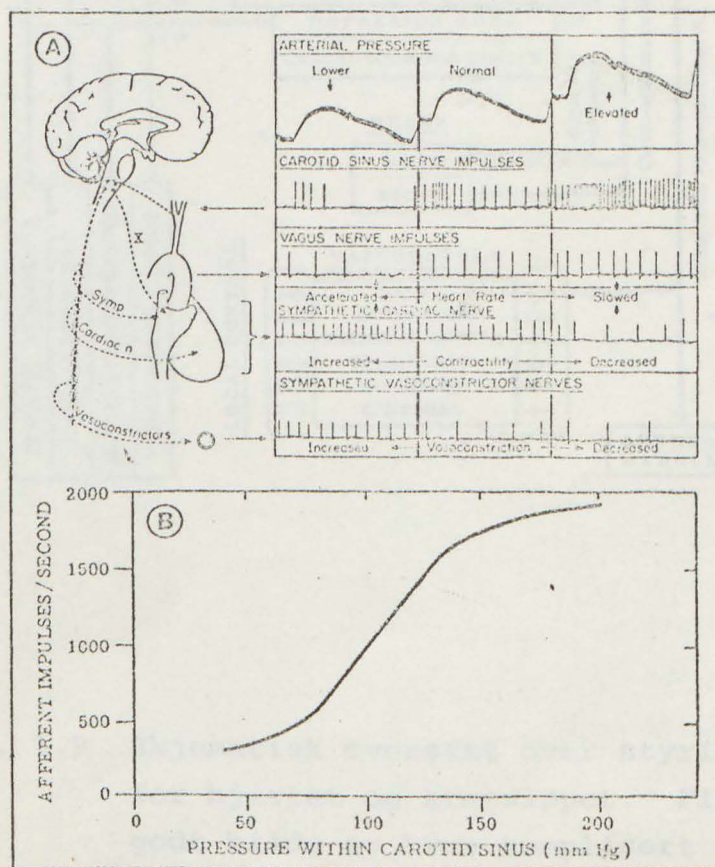 A
ARTERIAL PRESSURE
Lower
Normal
Elevated
CAROTID SINUS NERVE IMPULSES
VAGUS NERVE IMPULSES
Accelerated Heart Rate Slowed
SYMPATHETIC CARDIAC NERVE
Increased Contractility Decreased
SYMPATHETIC VASOCONSTRICTOR NERVES
Increased Vasoconstriction Decreased
X
Symp
Cardiac n.
Vasoconstrictors
B
AFFERENT IMPULSES/SECOND
2000
1500
1000
500
0
0 50 100 150 200
PRESSURE WITHIN CAROTID SINUS (mm Hg)